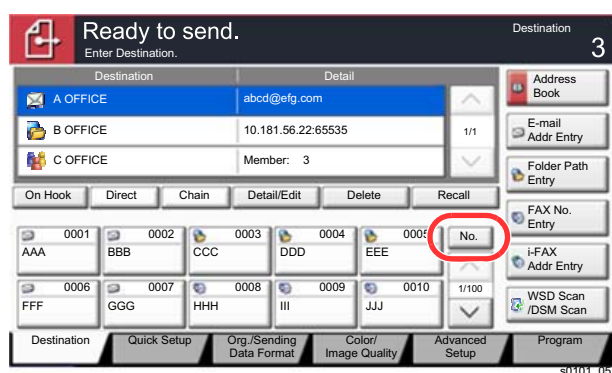 Ready to send.
Destination
Enter Destination.
3
Destination Detail
A OFFICE abcd@efg.com
B OFFICE 10.181.56.22:65535
1/1
C OFFICE Member: 3
Address
Book
E-mail
Addr Entry
Folder Path
Entry
FAX No.
Entry
i-FAX
Addr Entry
WSD Scan
/DSM Scan
On Hook Direct Chain Detail/Edit Delete Recall
0001 0002 0003 0004 0005 No.
AAA BBB CCC DDD EEE
0006 0007 0008 0009 0010 1/100
FFF GGG HHH III JJJ
Destination Quick Setup Org./Sending
Data Format Color/
Image Quality Advanced
Setup Program
s0101_05